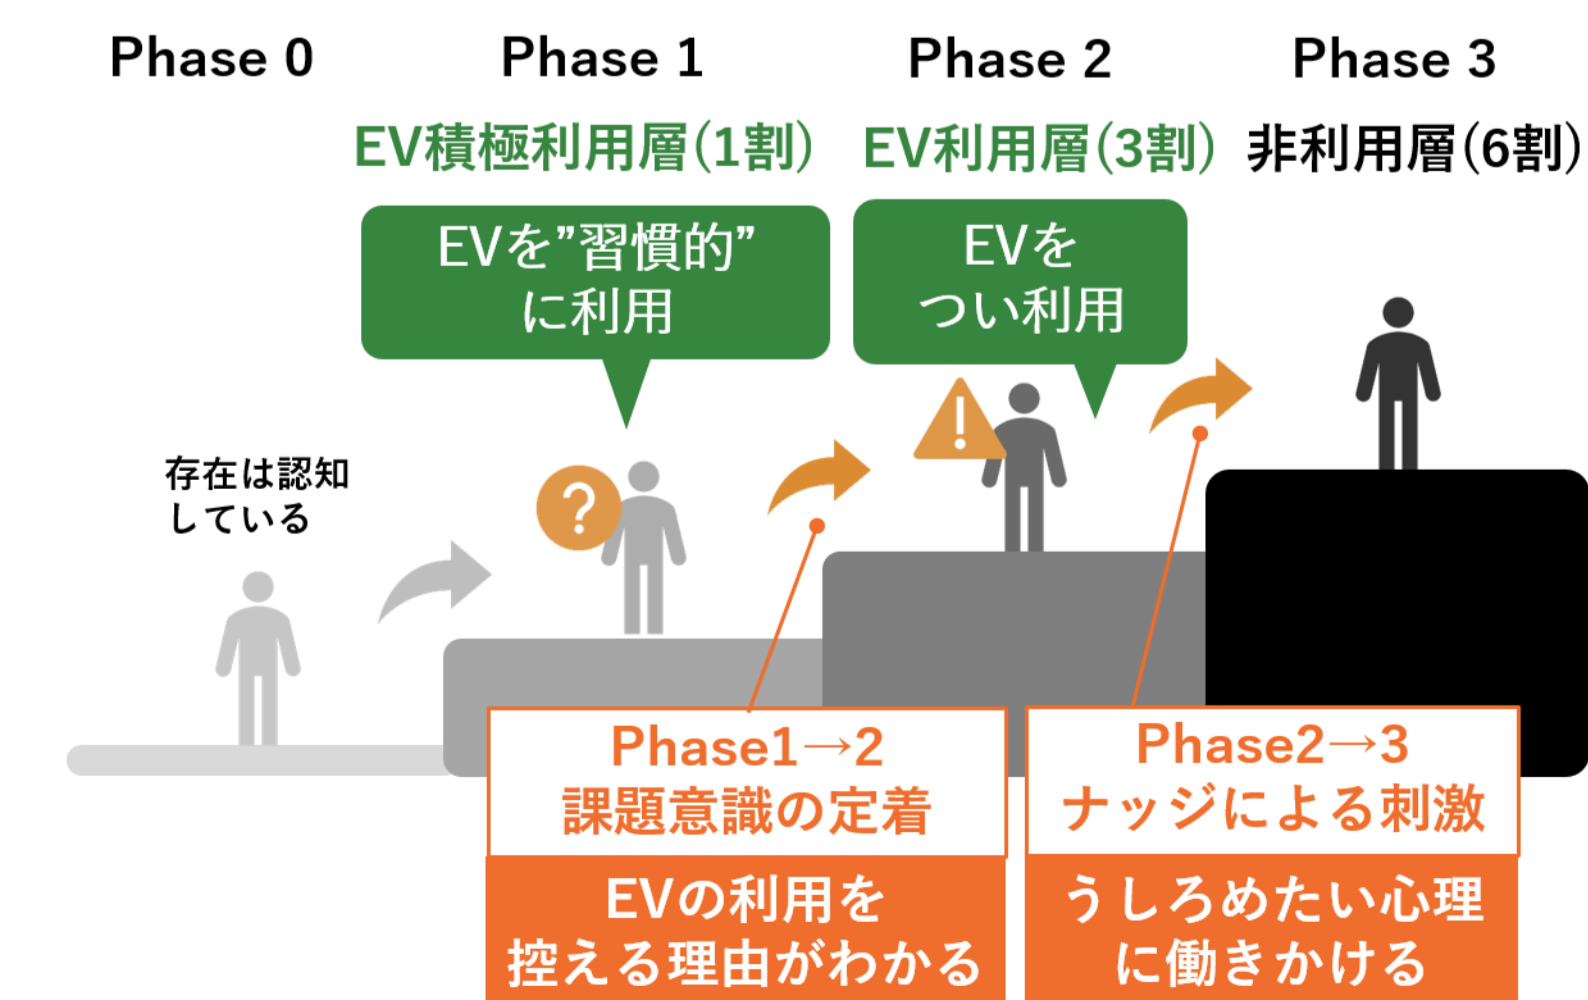 Phase 0
Phase 1
Phase 2
Phase 3
EV積極利用層(1割)
EV利用層(3割)
非利用層(6割)
EVを”習慣的”
に利用
EVを
つい利用
存在は認知
している
?
!
Phase1→2
課題意識の定着
EVの利用を
控える理由がわかる
Phase2→3
ナッジによる刺激
うしろめたい心理
に働きかける